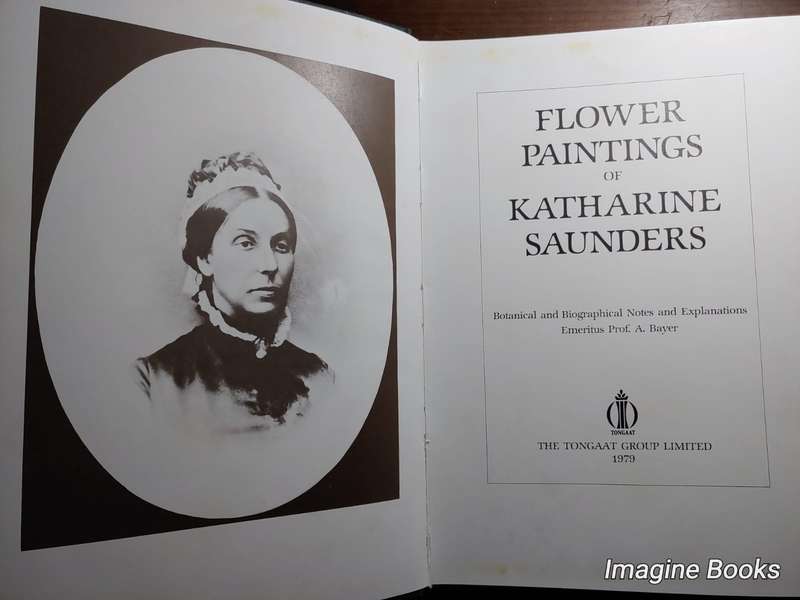 FLOWER
PAINTINGS
OF
KATHARINE
SAUNDERS
Botanical and Biographical Notes and Explanations
Emeritus Prof. A. Bayer
TONGAAT
THE TONGAAT GROUP LIMITED
1979
Imagine Books